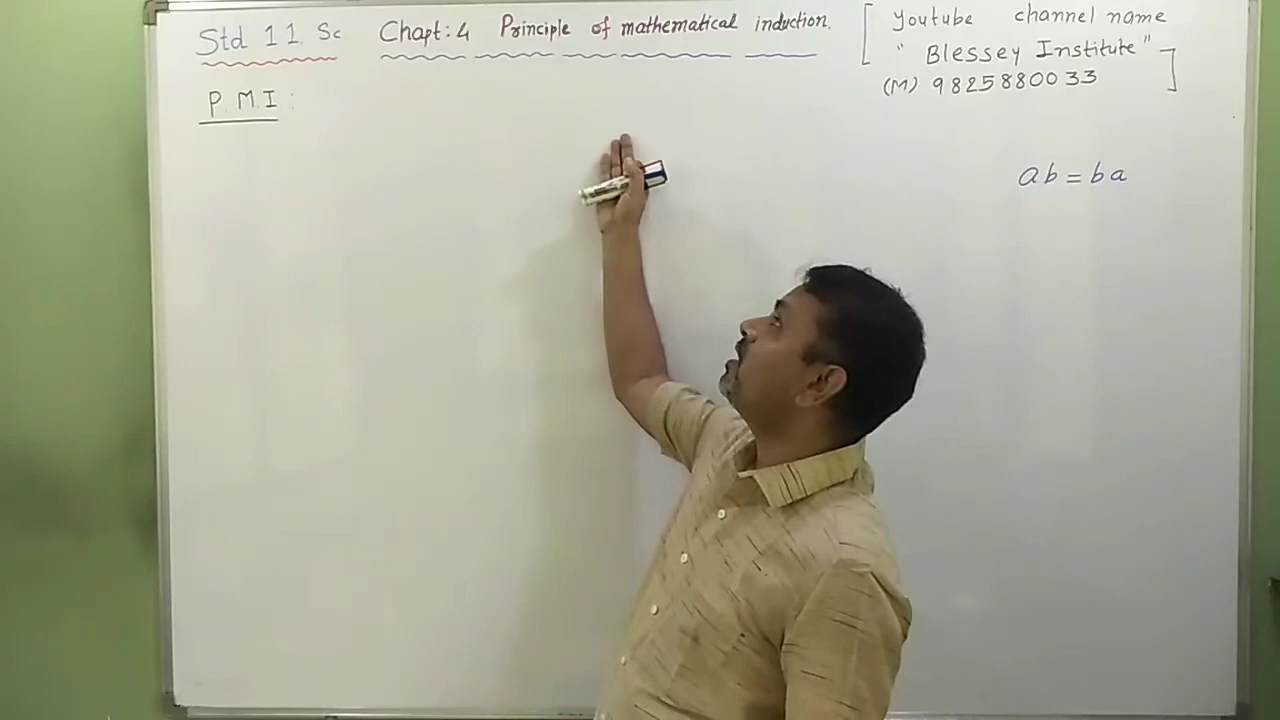 Std 11 Sc Chapt: 4 Principle of mathematical induction.
[ Youtube channel name
" Blessey Institute "
(M) 9825880033 ]
P.M.I :
ab = ba